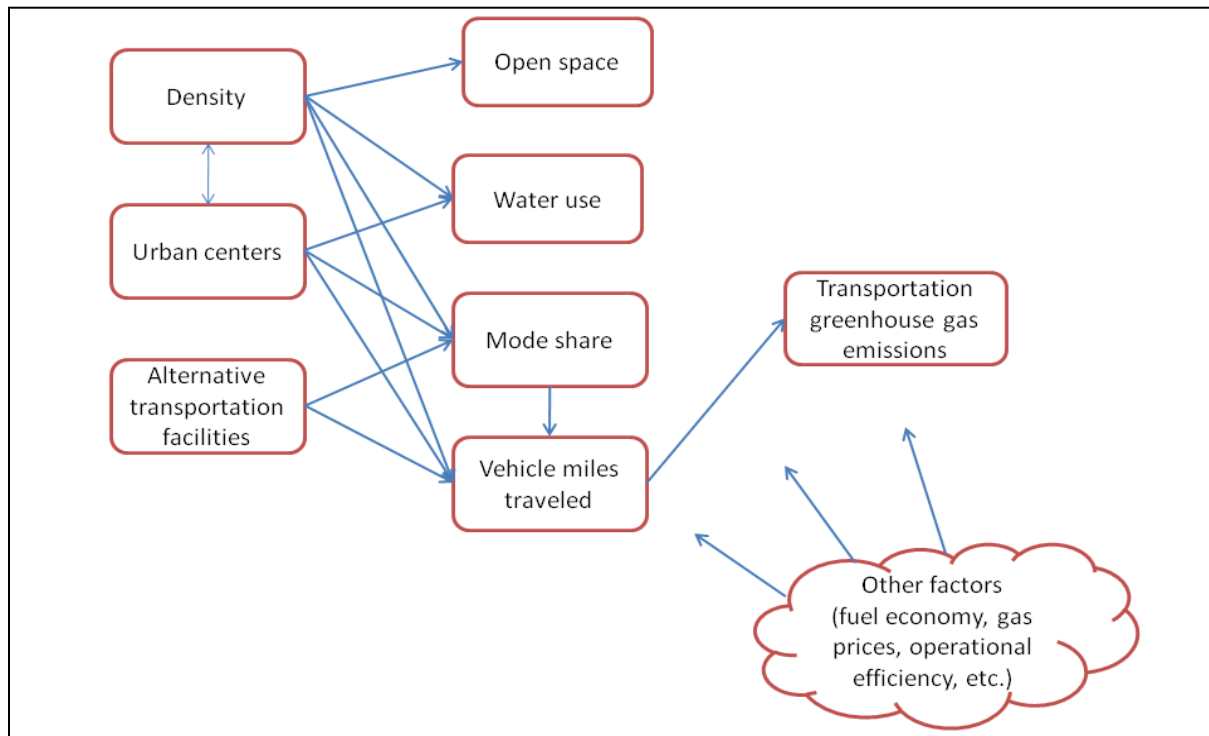 Density
Open space
Urban centers
Water use
Alternative
transportation
facilities
Mode share
Vehicle miles
traveled
Transportation
greenhouse gas
emissions
Other factors
(fuel economy, gas
prices, operational
efficiency, etc.)